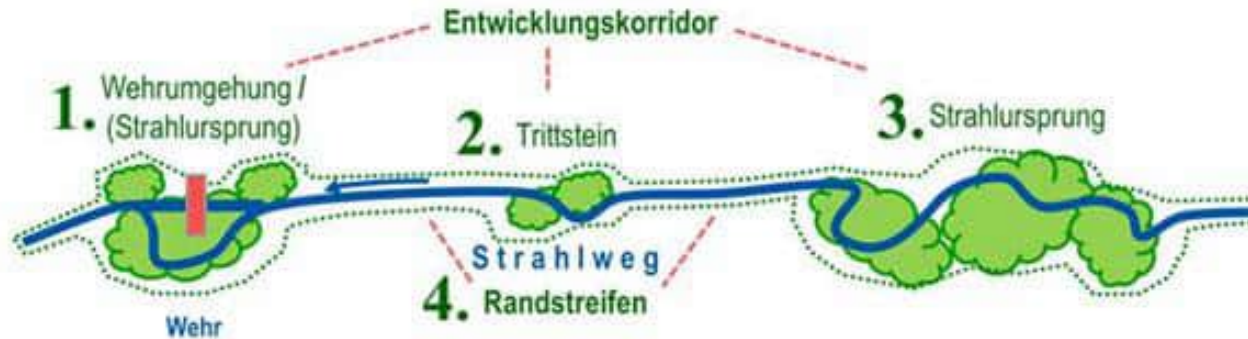 Entwicklungskorridor
1. Wehrumgehung /
(Strahlursprung)
2. Trittstein
3. Strahlursprung
Strahlweg
4. Randstreifen
Wehr